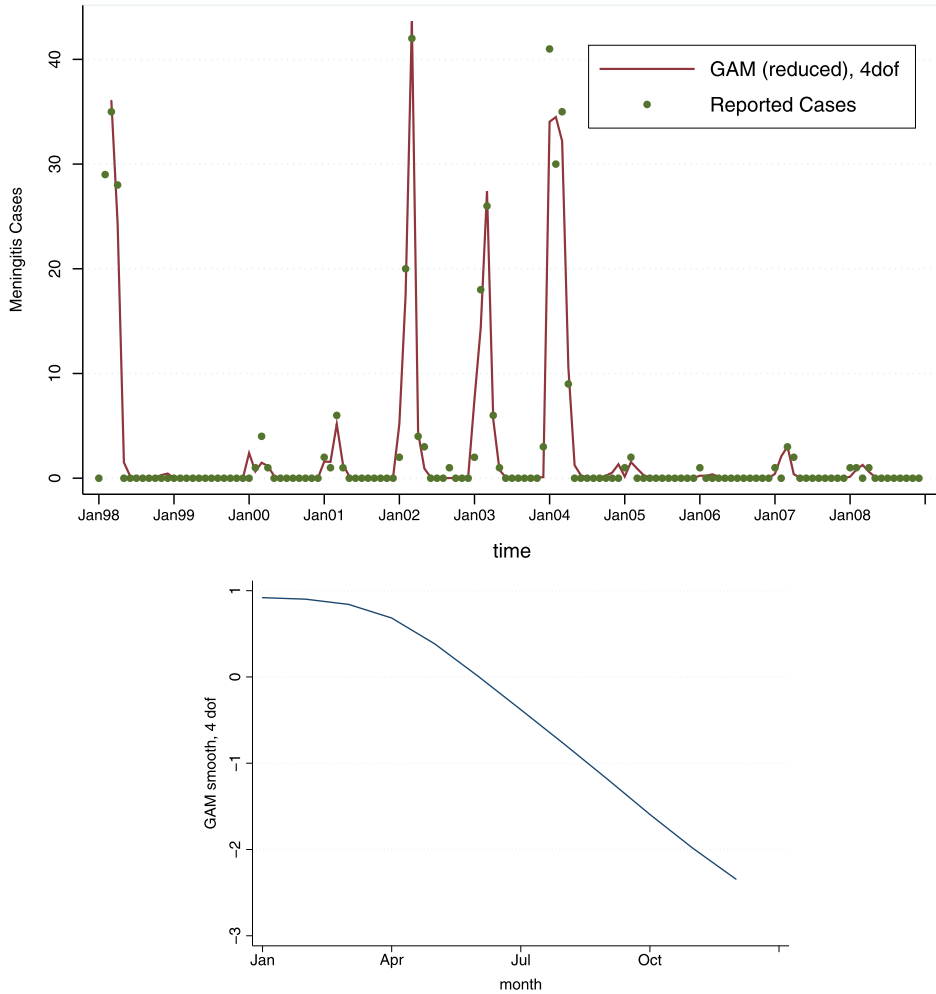 40
30
20
10
0
Meningitis Cases
GAM (reduced), 4dof
Reported Cases
Jan98 Jan99 Jan00 Jan01 Jan02 Jan03 Jan04 Jan05 Jan06 Jan07 Jan08
time
1
0
−1
−2
−3
GAM smooth, 4 dof
Jan Apr Jul Oct
month